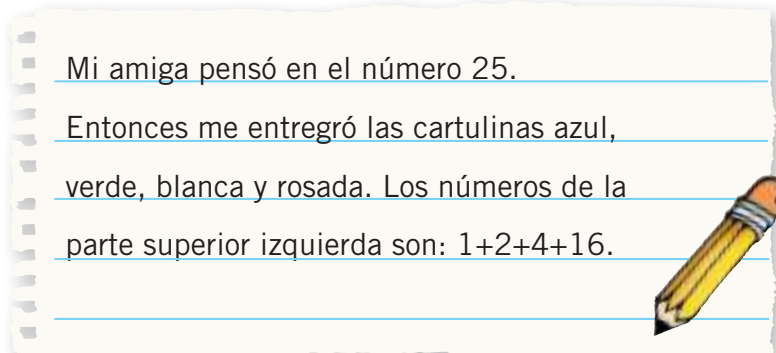 Mi amiga pensó en el número 25.
Entonces me entregró las cartulinas azul,
verde, blanca y rosada. Los números de la
parte superior izquierda son: 1+2+4+16.